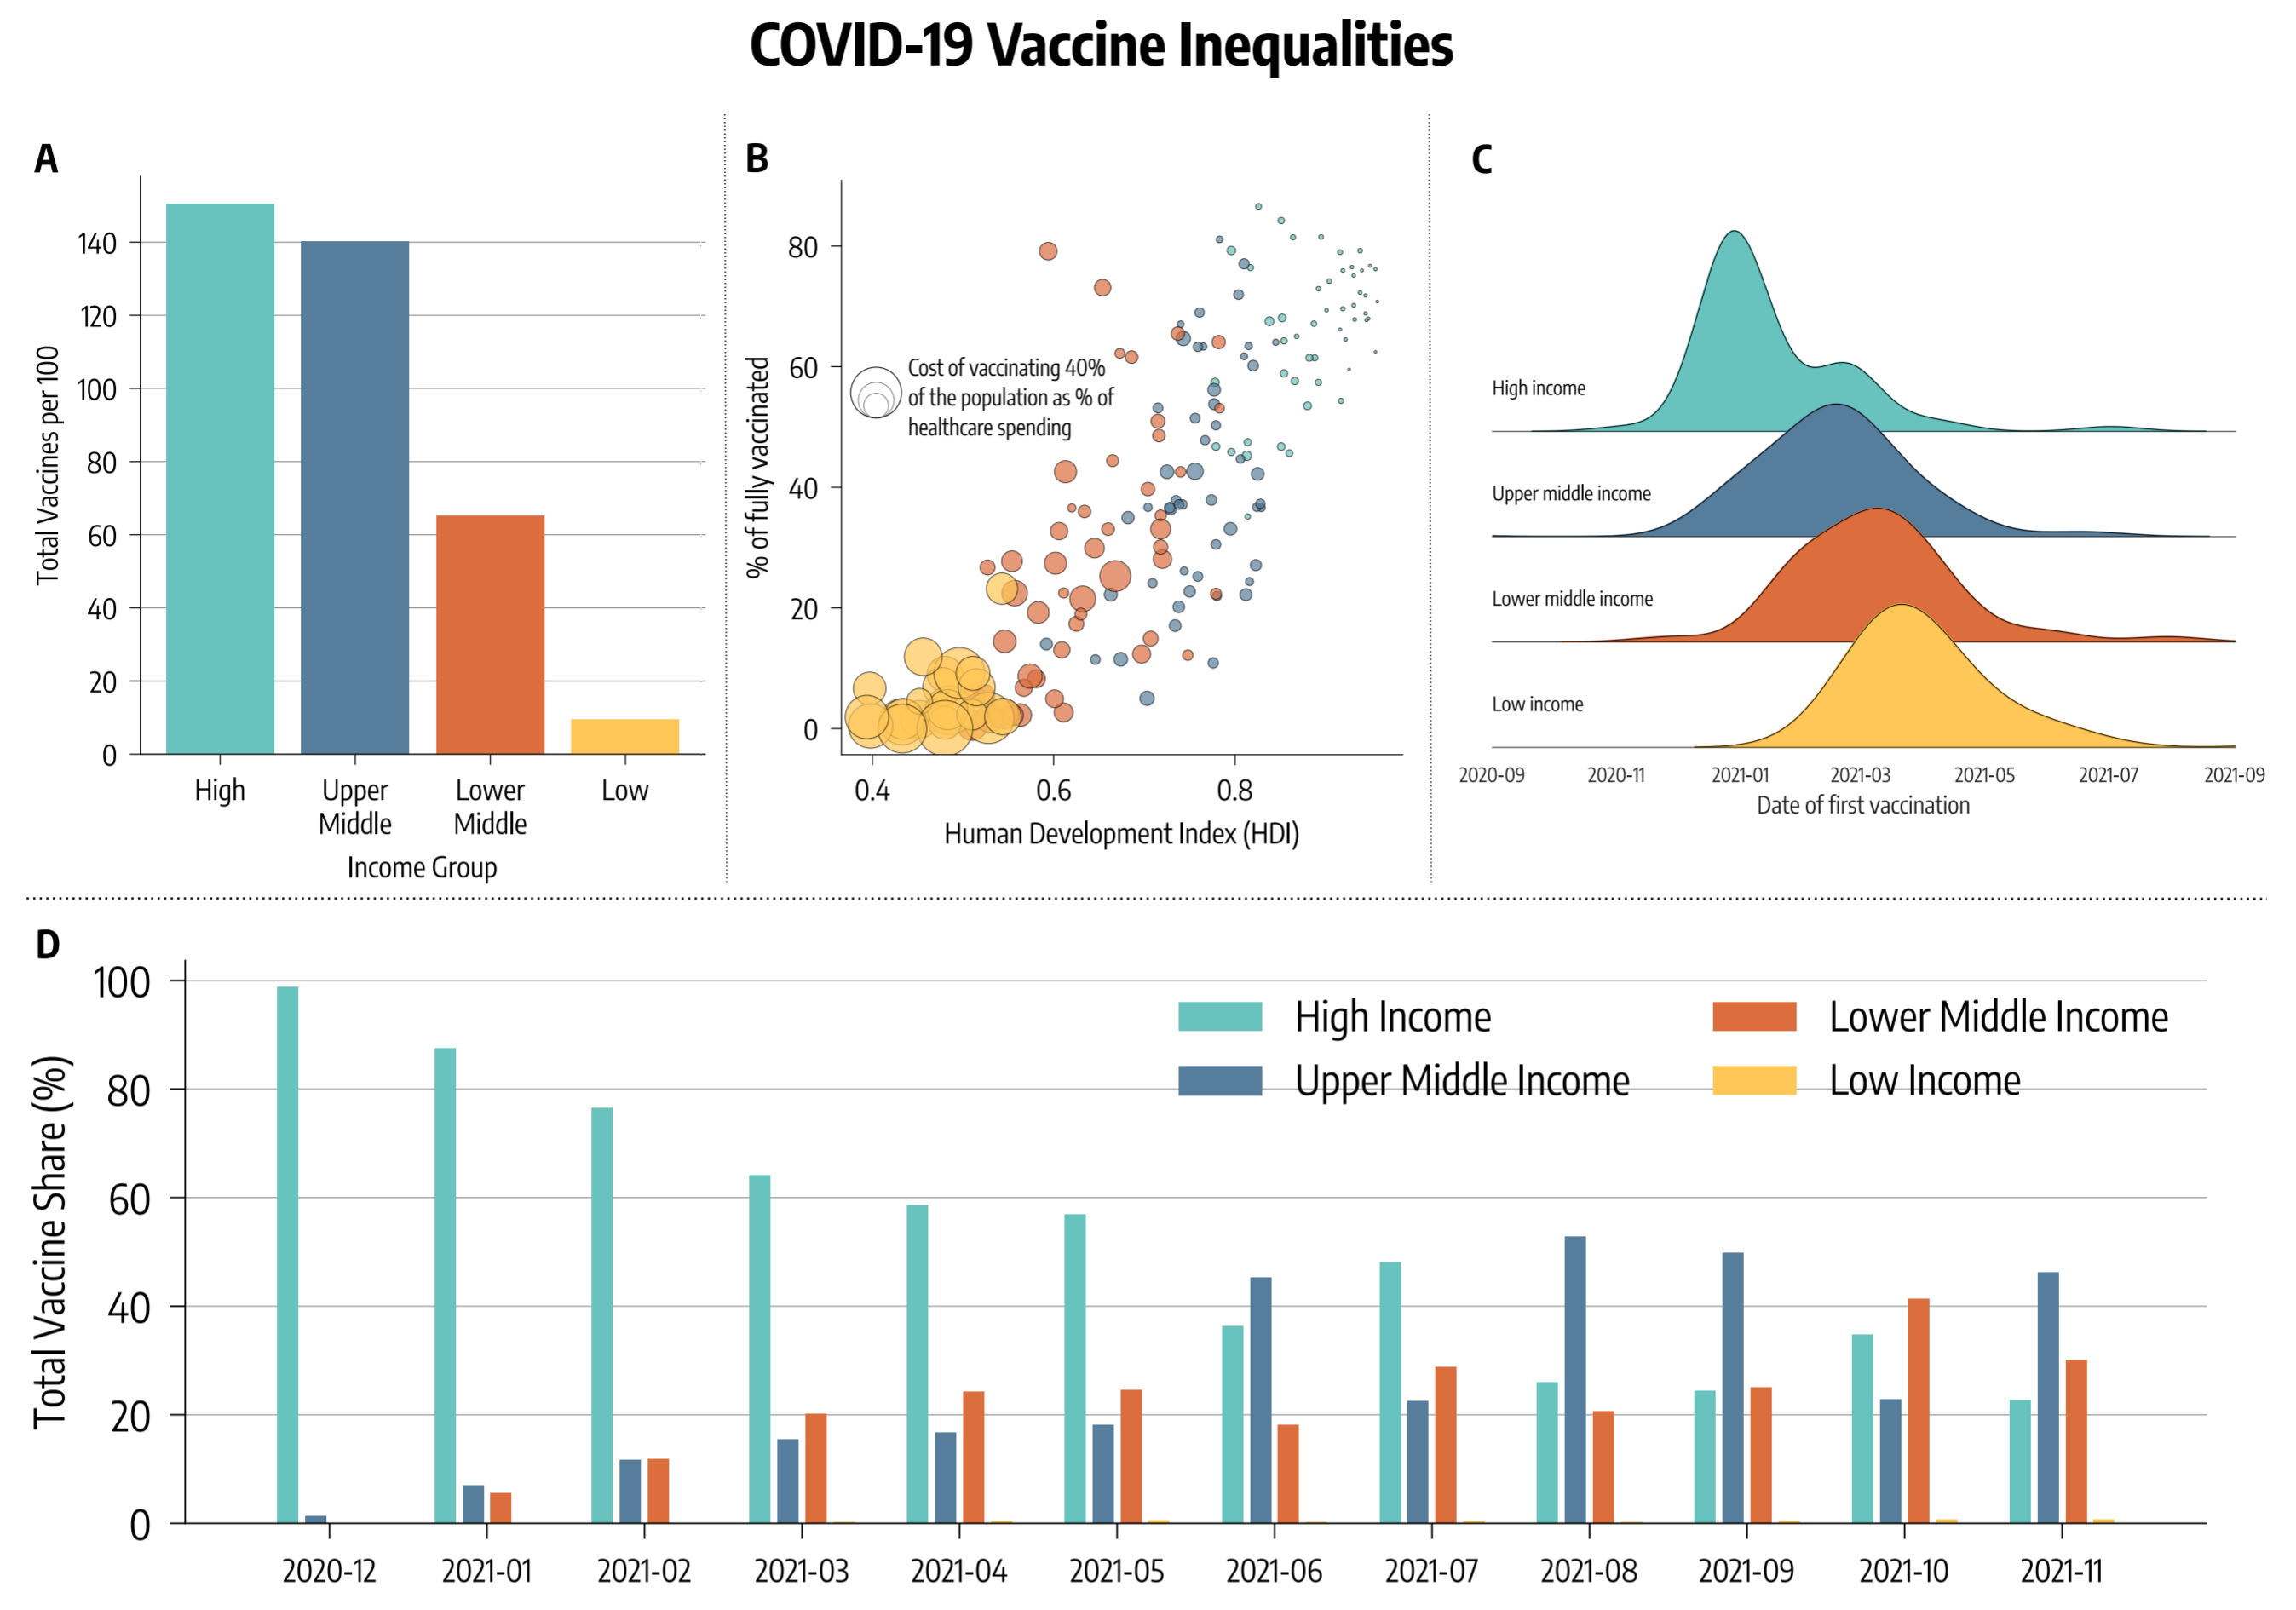 COVID-19 Vaccine Inequalities
A
Total Vaccines per 100
140
120
100
80
60
40
20
0
High
Upper
Middle
Lower
Middle
Low
Income Group
B
% of fully vaccinated
80
60
40
20
0
Cost of vaccinating 40%
of the population as % of
healthcare spending
0.4
0.6
0.8
Human Development Index (HDI)
C
High income
Upper middle income
Lower middle income
Low income
2020-09
2020-11
2021-01
2021-03
2021-05
2021-07
2021-09
Date of first vaccination
D
Total Vaccine Share (%)
100
80
60
40
20
0
High Income
Upper Middle Income
Lower Middle Income
Low Income
2020-12
2021-01
2021-02
2021-03
2021-04
2021-05
2021-06
2021-07
2021-08
2021-09
2021-10
2021-11